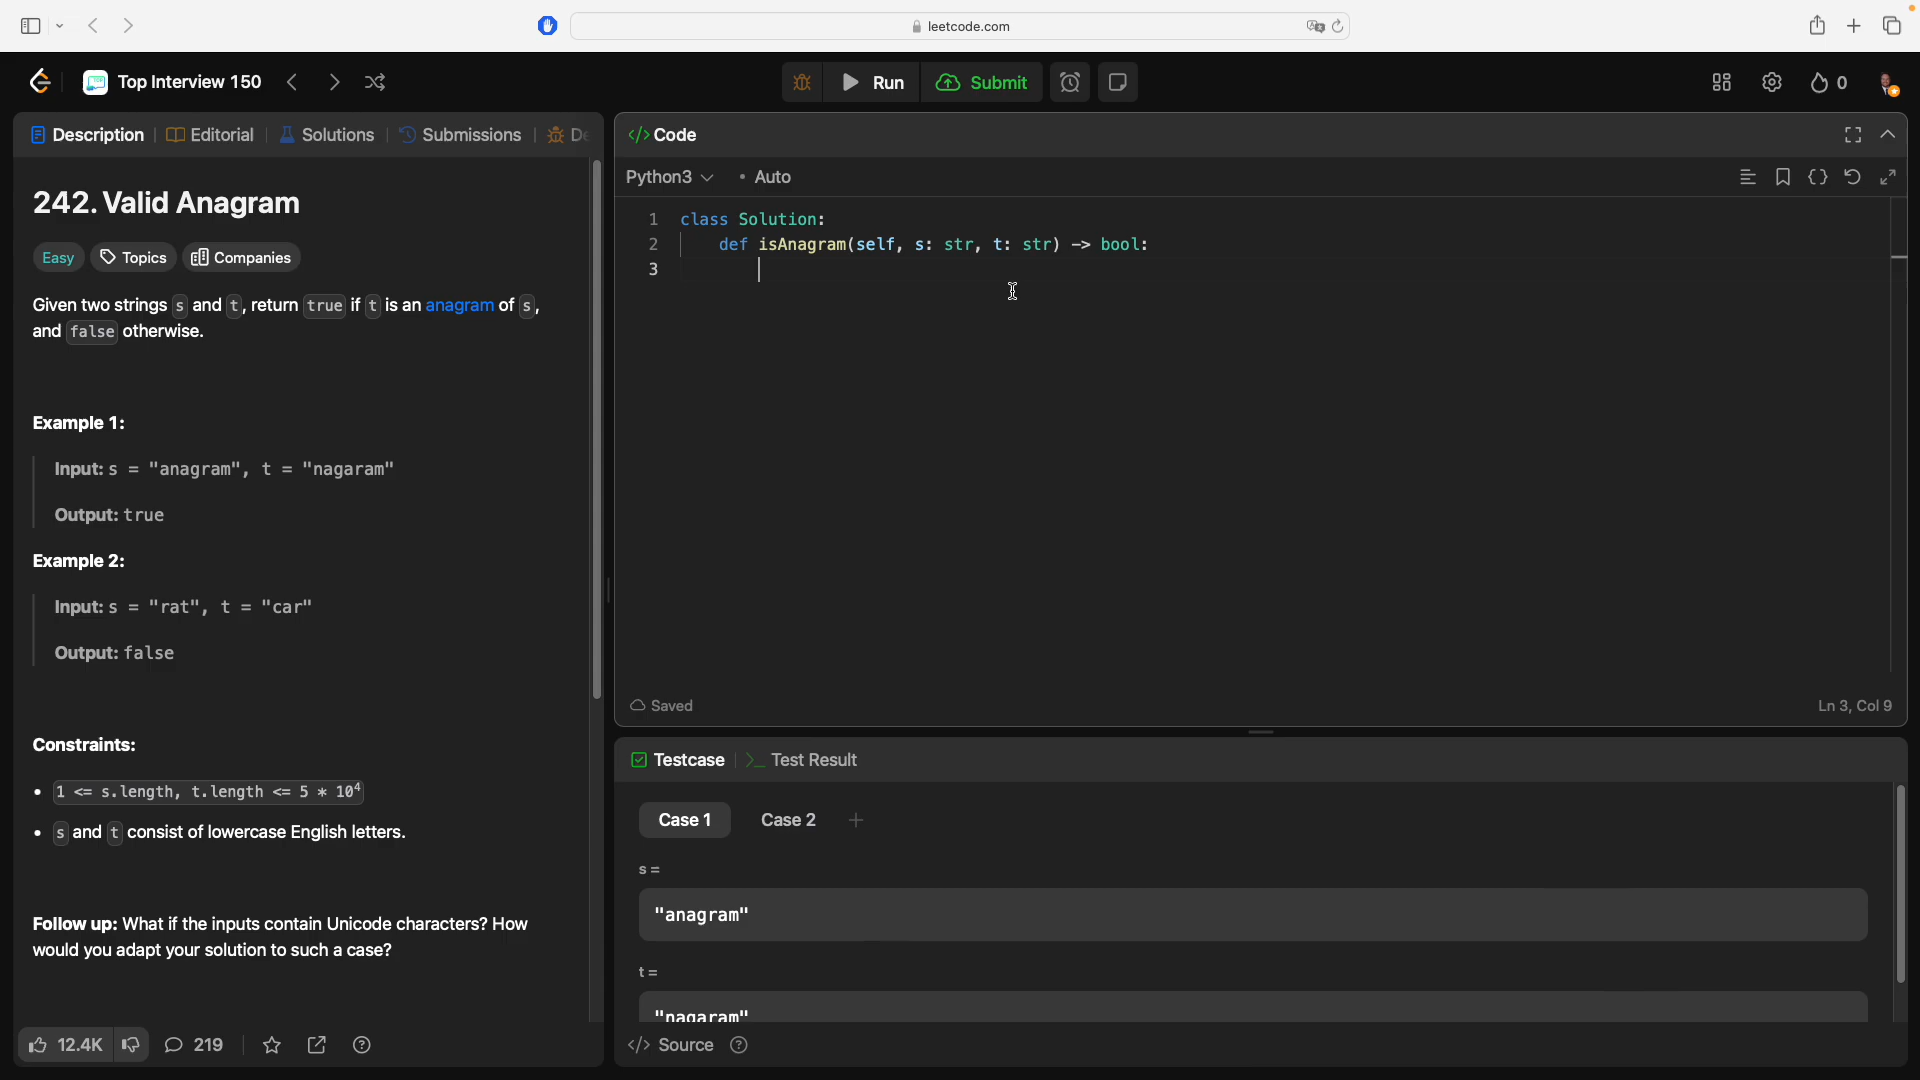 leetcode.com
Top Interview 150
Run
Submit
0
Description
Editorial
Solutions
Submissions
De
</> Code
Python3
• Auto
242. Valid Anagram
Easy
Topics
Companies
Given two strings s and t, return true if t is an anagram of s,
and false otherwise.
Example 1:
Input: s = "anagram", t = "nagaram"
Output: true
Example 2:
Input: s = "rat", t = "car"
Output: false
Constraints:
• 1 <= s.length, t.length <= 5 * 10⁴
• s and t consist of lowercase English letters.
Follow up: What if the inputs contain Unicode characters? How
would you adapt your solution to such a case?
12.4K
219
1 class Solution:
2 def isAnagram(self, s: str, t: str) -> bool:
3
Saved
Ln 3, Col 9
Testcase
Test Result
Case 1
Case 2
s =
"anagram"
t =
"nagaram"
</> Source